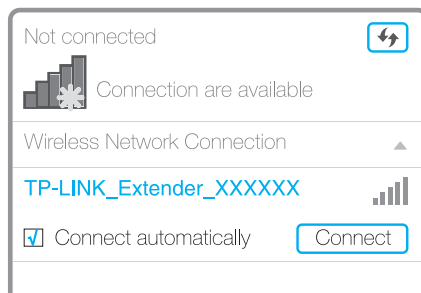 Not connected
Connection are available
Wireless Network Connection
TP-LINK_Extender_XXXXXX
Connect automatically
Connect